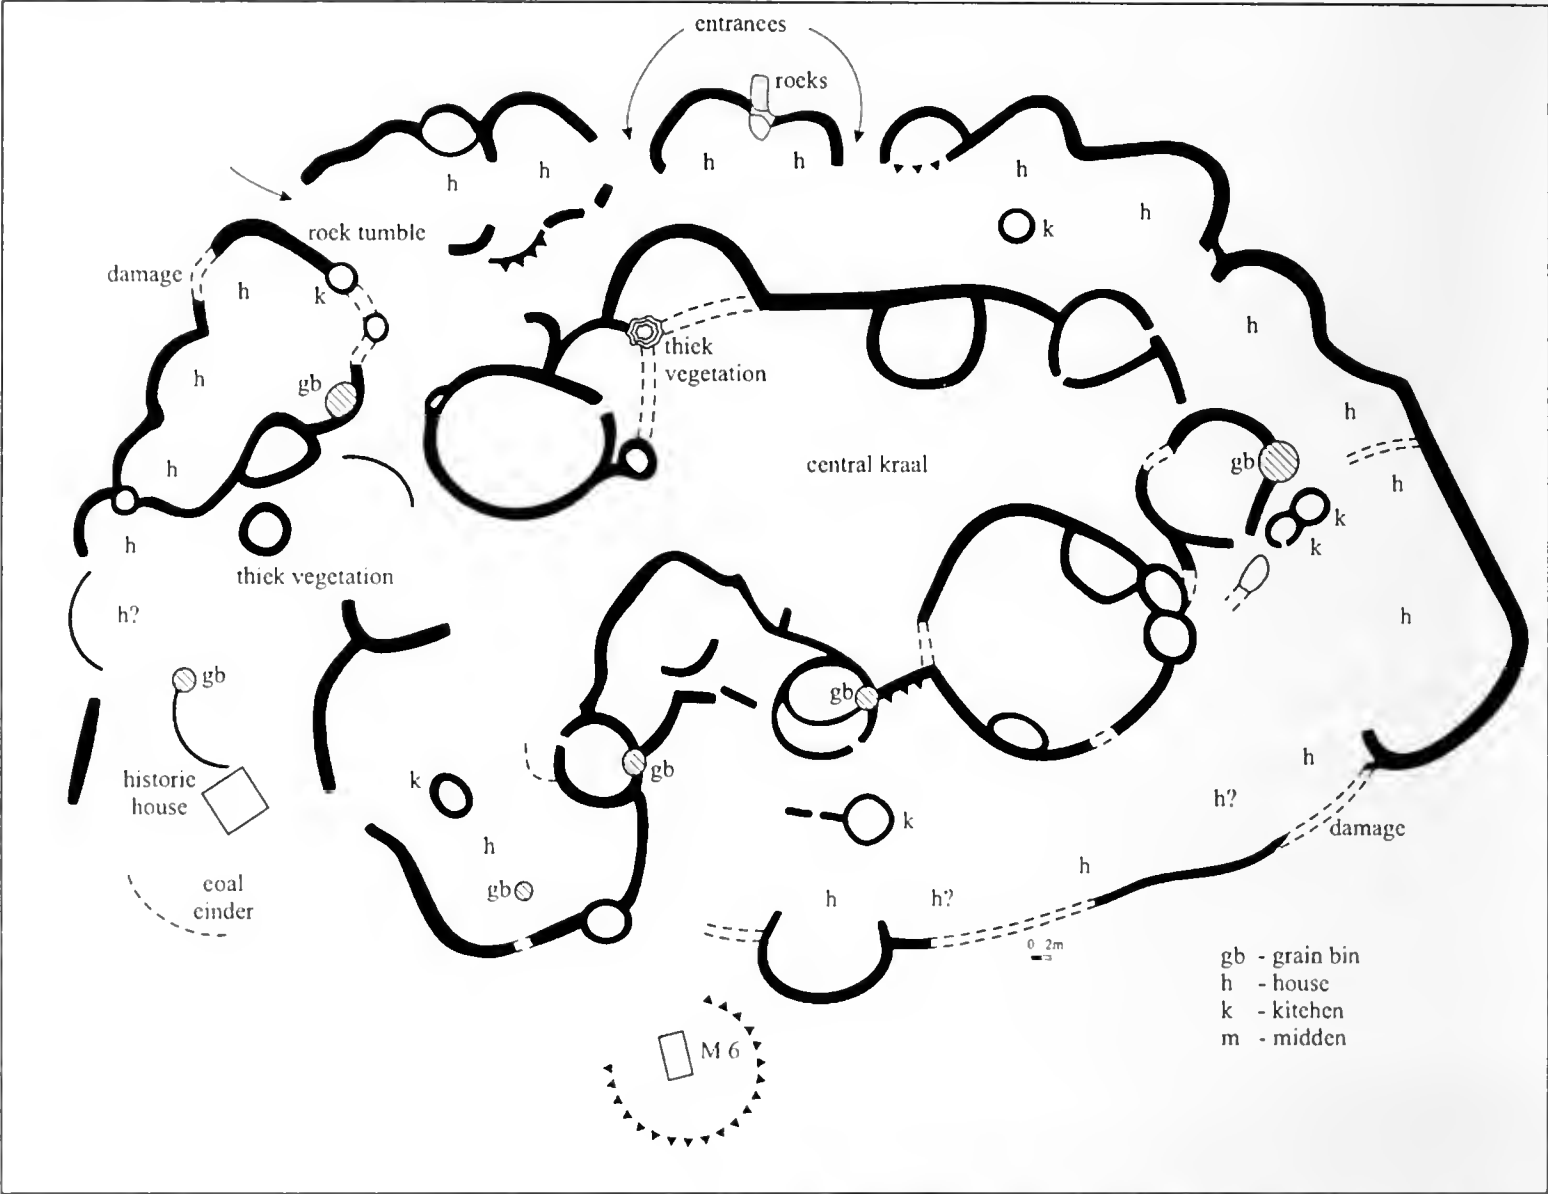 entrances
rocks
h
h
h
h
h
h
k
rock tumble
damage
h
k
h
thick
vegetation
h
gb
h
h
central kraal
gb
h
k
k
h
thick vegetation
h?
h
gb
gb
gb
h
historic
house
k
h?
k
damage
h
h
gb
coal
cinder
h
h?
0 2m
gb - grain bin
h - house
k - kitchen
m - midden
M 6